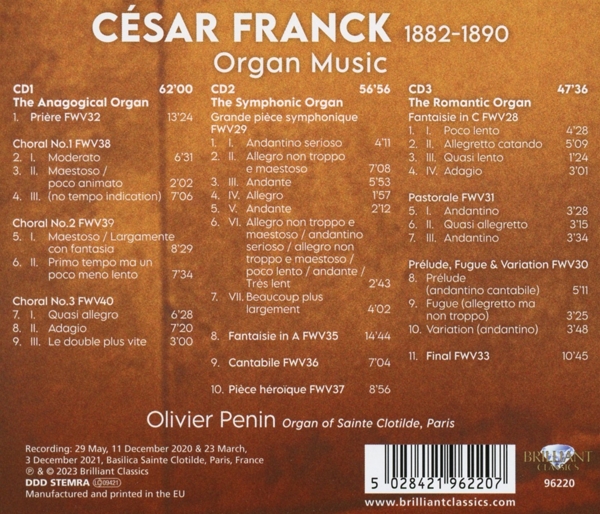 CÉSAR FRANCK 1882-1890
Organ Music
CD1 62'00
The Anagogical Organ
1. Prière FWV32 13'24
Choral No.1 FWV38
2. I. Moderato 6'31
3. II. Maestoso /
poco animato 2'02
4. III. (no tempo indication) 7'06
Choral No.2 FWV39
5. I. Maestoso / Largamente
con fantasia 8'29
6. II. Primo tempo ma un
poco meno lento 7'34
Choral No.3 FWV40
7. I. Quasi allegro 6'28
8. II. Adagio 7'20
9. III. Le double plus vite 3'00
CD2 56'56
The Symphonic Organ
Grande pièce symphonique
FWV29
1. I. Andantino serioso 4'11
2. II. Allegro non troppo
e maestoso 7'08
3. III. Andante 5'53
4. IV. Allegro 1'57
5. V. Andante 2'12
6. VI. Allegro non troppo e
maestoso / andantino
serioso / allegro non
troppo e maestoso /
poco lento / andante /
Très lent 2'43
7. VII. Beaucoup plus
largement 4'02
8. Fantaisie in A FWV35 14'44
9. Cantabile FWV36 7'04
10. Pièce héroïque FWV37 8'56
CD3 47'36
The Romantic Organ
Fantaisie in C FWV28
1. I. Poco lento 4'28
2. II. Allegretto catando 5'09
3. III. Quasi lento 1'24
4. IV. Adagio 3'01
Pastorale FWV31
5. I. Andantino 3'28
6. II. Quasi allegretto 3'15
7. III. Andantino 3'34
Prélude, Fugue & Variation FWV30
8. Prélude
(andantino cantabile) 5'11
9. Fugue (allegretto ma
non troppo) 3'25
10. Variation (andantino) 3'48
11. Final FWV33 10'45
Olivier Penin Organ of Sainte Clotilde, Paris
Recording: 29 May, 11 December 2020 & 23 March,
3 December 2021, Basilica Sainte Clotilde, Paris, France
℗ & © 2023 Brilliant Classics
DDD STEMRA LC 09421
Manufactured and printed in the EU
5 028421 962207
www.brilliantclassics.com
BRILLIANT
CLASSICS
96220